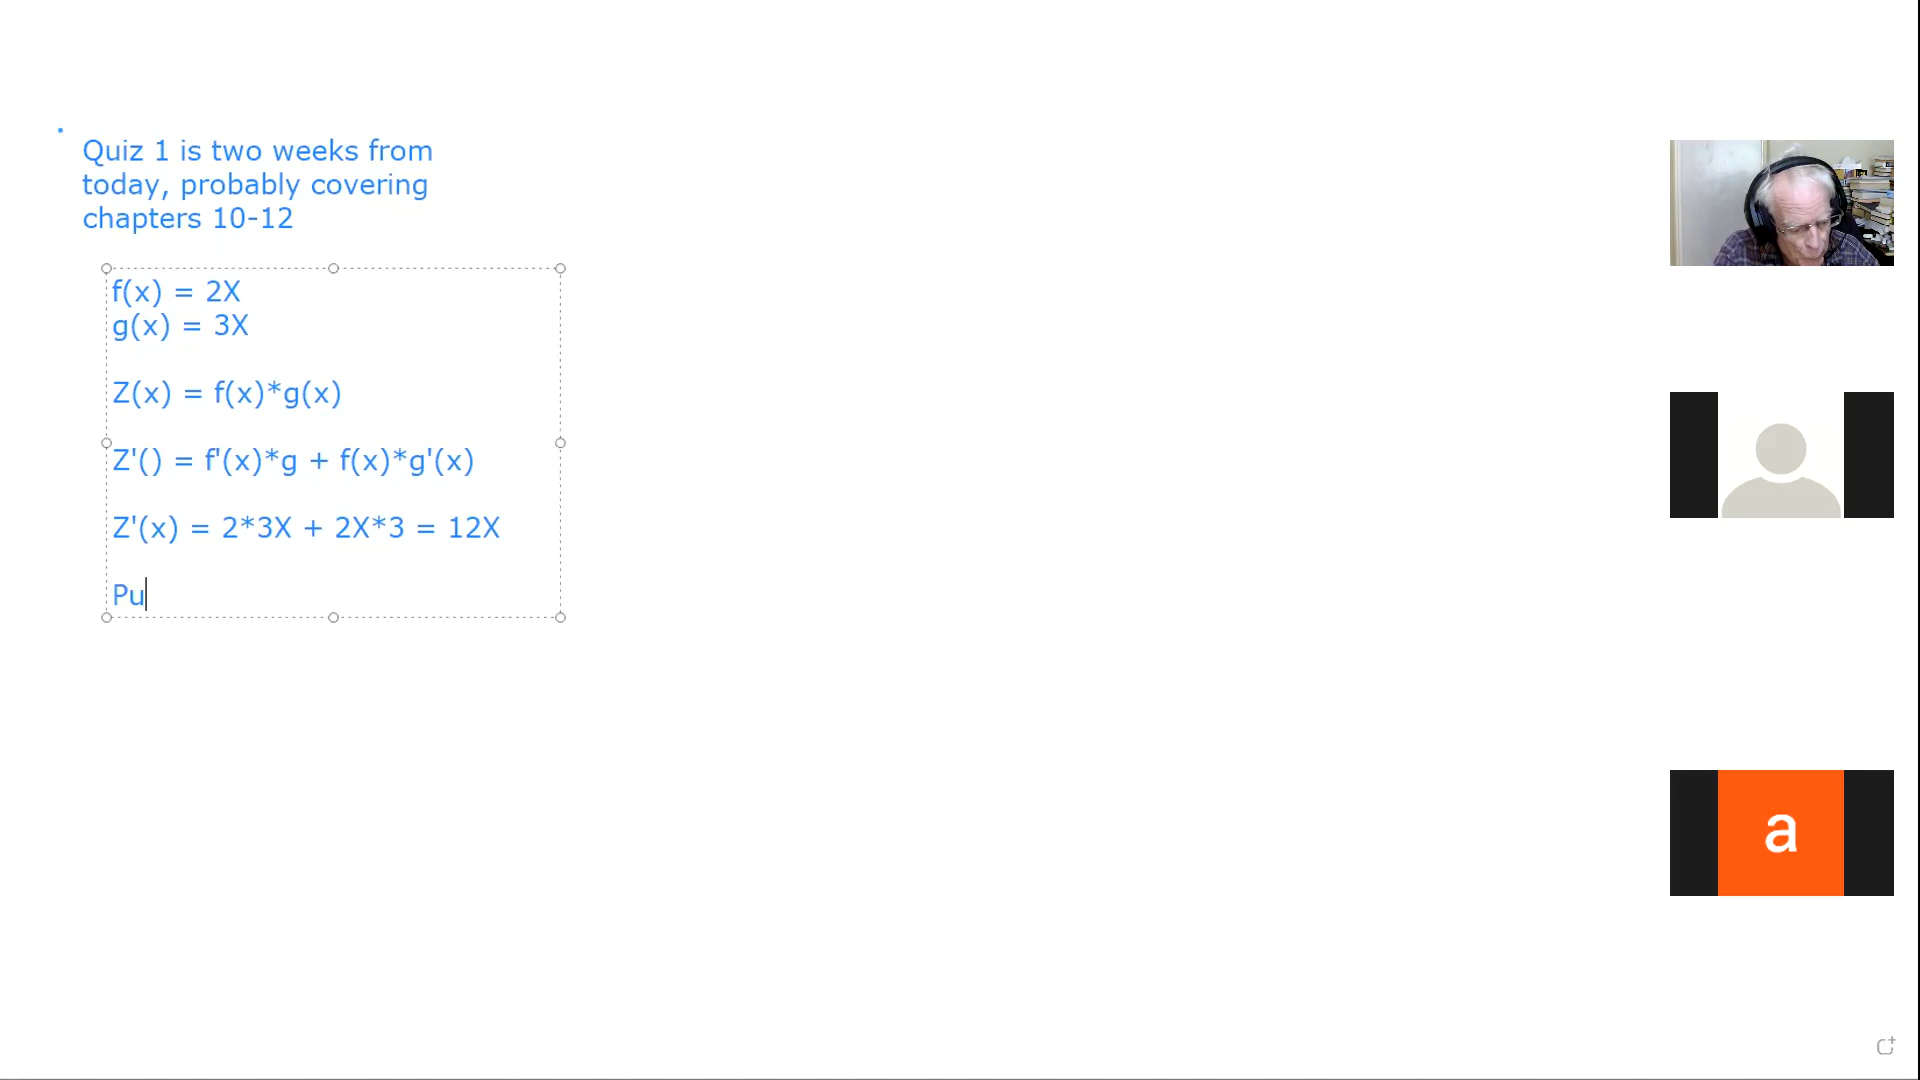 Quiz 1 is two weeks from
today, probably covering
chapters 10-12
f(x) = 2X
g(x) = 3X
Z(x) = f(x)*g(x)
Z'() = f'(x)*g + f(x)*g'(x)
Z'(x) = 2*3X + 2X*3 = 12X
Pu
a